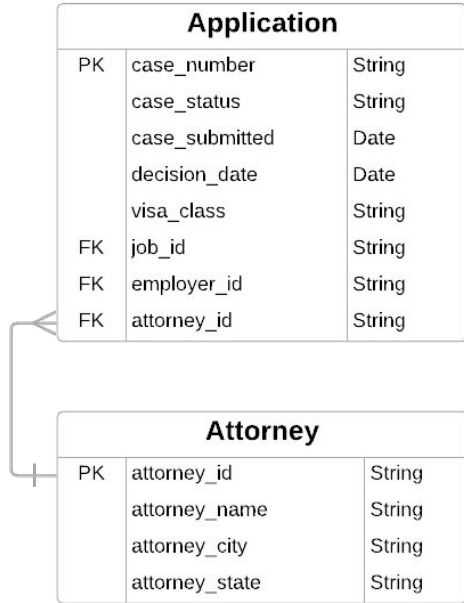 Application
PK case_number String
case_status String
case_submitted Date
decision_date Date
visa_class String
FK job_id String
FK employer_id String
FK attorney_id String
Attorney
PK attorney_id String
attorney_name String
attorney_city String
attorney_state String